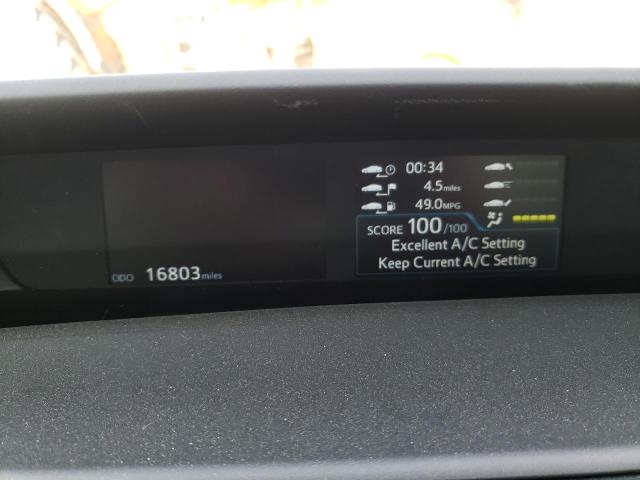 00:34
4.5miles
49.0MPG
SCORE 100/100
Excellent A/C Setting
Keep Current A/C Setting
ODO 16803miles